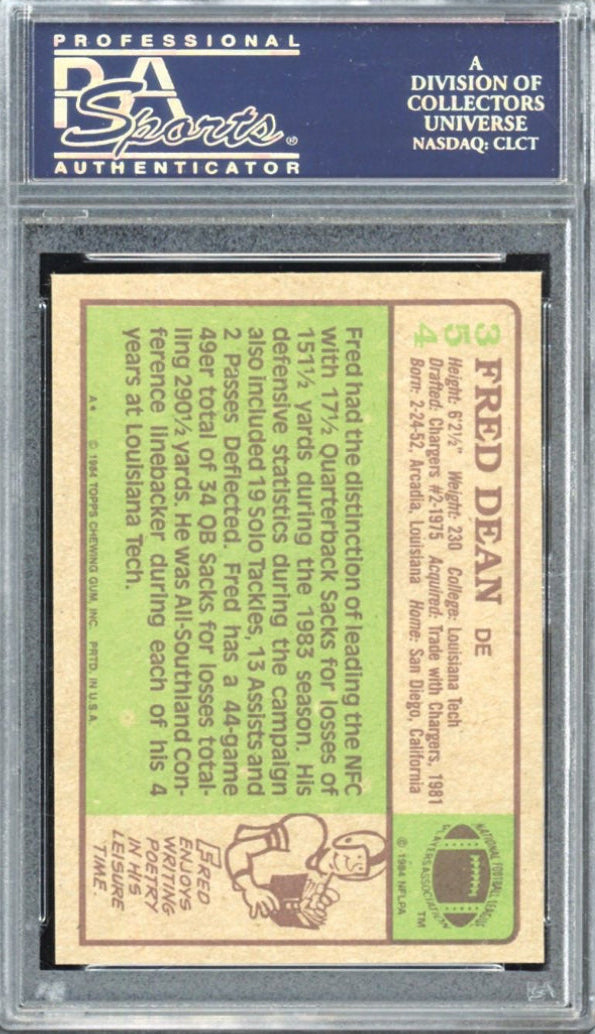 PROFESSIONAL
PSA
Sports®
AUTHENTICATOR
A
DIVISION OF
COLLECTORS
UNIVERSE
NASDAQ: CLCT
354
FRED DEAN DE
Height: 6'2½" Weight: 230 College: Louisiana Tech
Drafted: Chargers #2-1975 Acquired: Trade with Chargers, 1981
Born: 2-24-52, Arcadia, Louisiana Home: San Diego, California
NATIONAL FOOTBALL LEAGUE
PLAYERS ASSOCIATION
TM
© 1984 NFLPA
Fred had the distinction of leading the NFC
with 17½ Quarterback Sacks for losses of
151½ yards during the 1983 season. His
defensive statistics during the campaign
also included 19 Solo Tackles, 13 Assists and
2 Passes Deflected. Fred has a 44-game
49er total of 34 QB Sacks for losses total-
ling 290½ yards. He was All-Southland Con-
ference linebacker during each of his 4
years at Louisiana Tech.
FRED
ENJOYS
WRITING
POETRY
IN HIS
LEISURE
TIME.
A* © 1984 TOPPS CHEWING GUM, INC. PRTD. IN U.S.A.